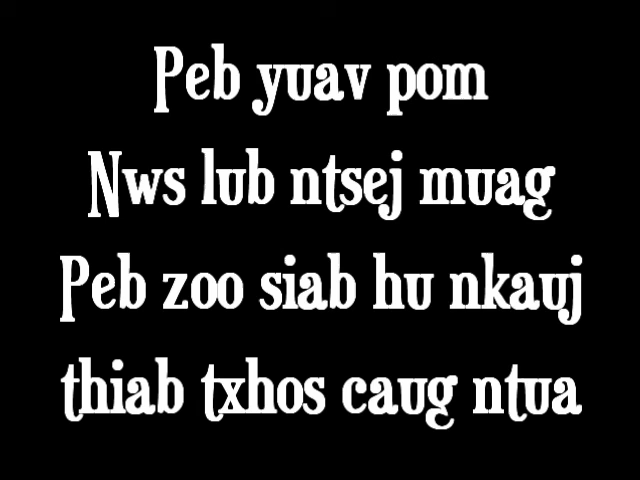 Peb yuav pom
Nws lub ntsej muag
Peb zoo siab hu nkauj
thiab txhos caug ntua